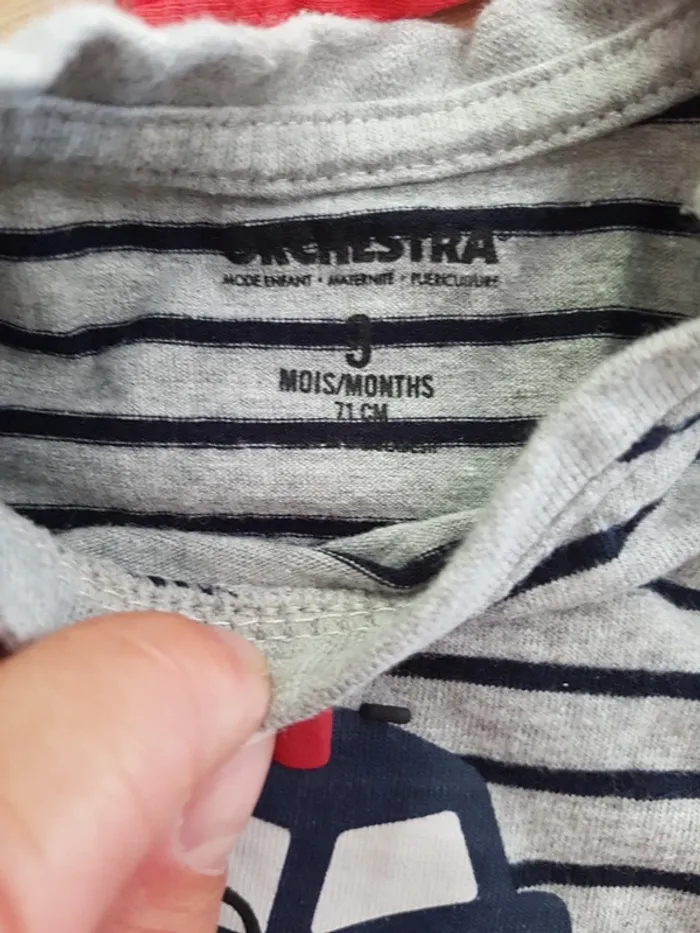 ORCHESTRA®
MODE ENFANT • MATERNITÉ • PUÉRICULTURE
9
MOIS/MONTHS
71 CM